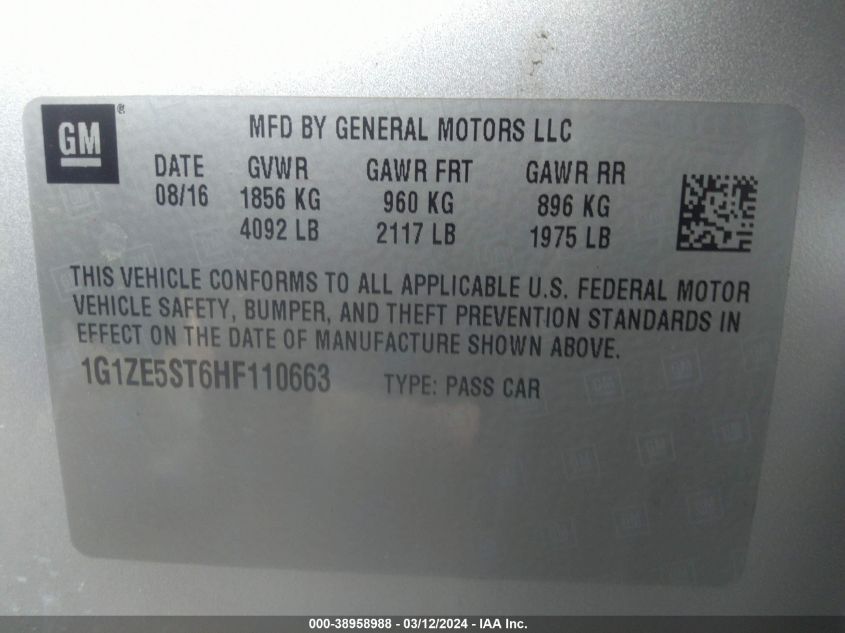 GM ®
MFD BY GENERAL MOTORS LLC
DATE GVWR GAWR FRT GAWR RR
08/16 1856 KG 960 KG 896 KG
4092 LB 2117 LB 1975 LB
THIS VEHICLE CONFORMS TO ALL APPLICABLE U.S. FEDERAL MOTOR
VEHICLE SAFETY, BUMPER, AND THEFT PREVENTION STANDARDS IN
EFFECT ON THE DATE OF MANUFACTURE SHOWN ABOVE.
1G1ZE5ST6HF110663 TYPE: PASS CAR
000-38958988 - 03/12/2024 - IAA Inc.